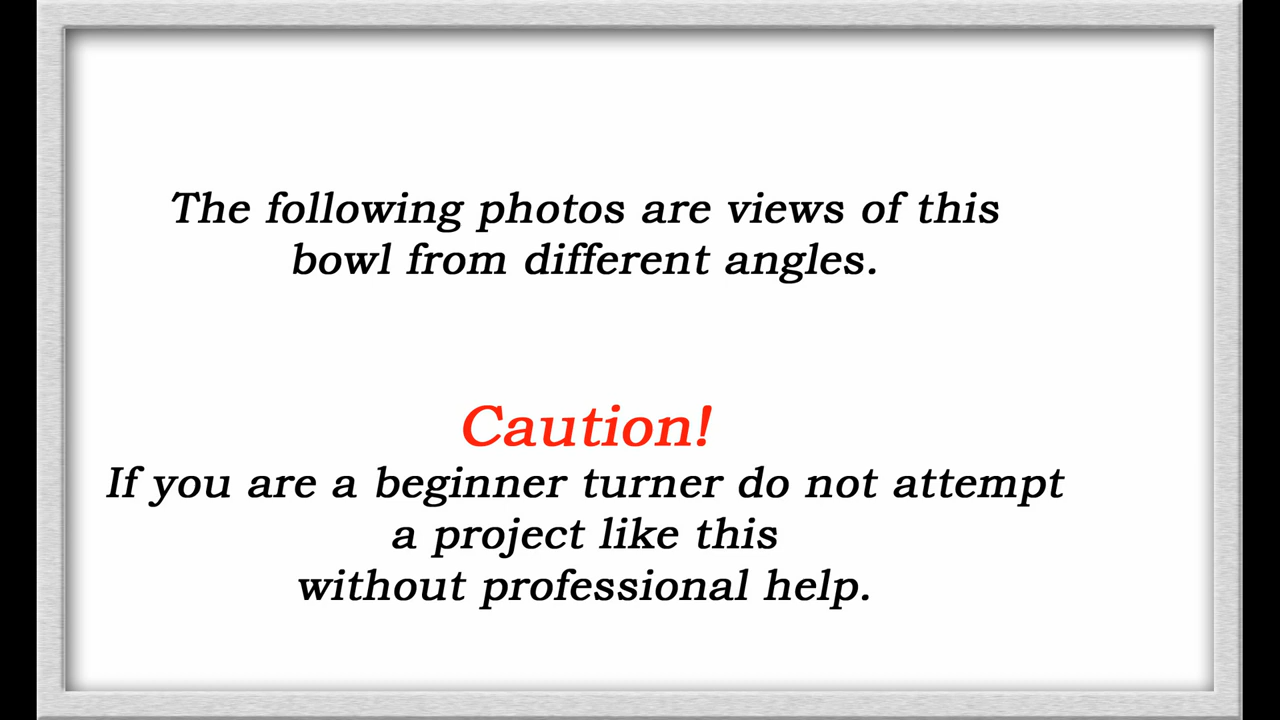 The following photos are views of this
bowl from different angles.
Caution!
If you are a beginner turner do not attempt
a project like this
without professional help.